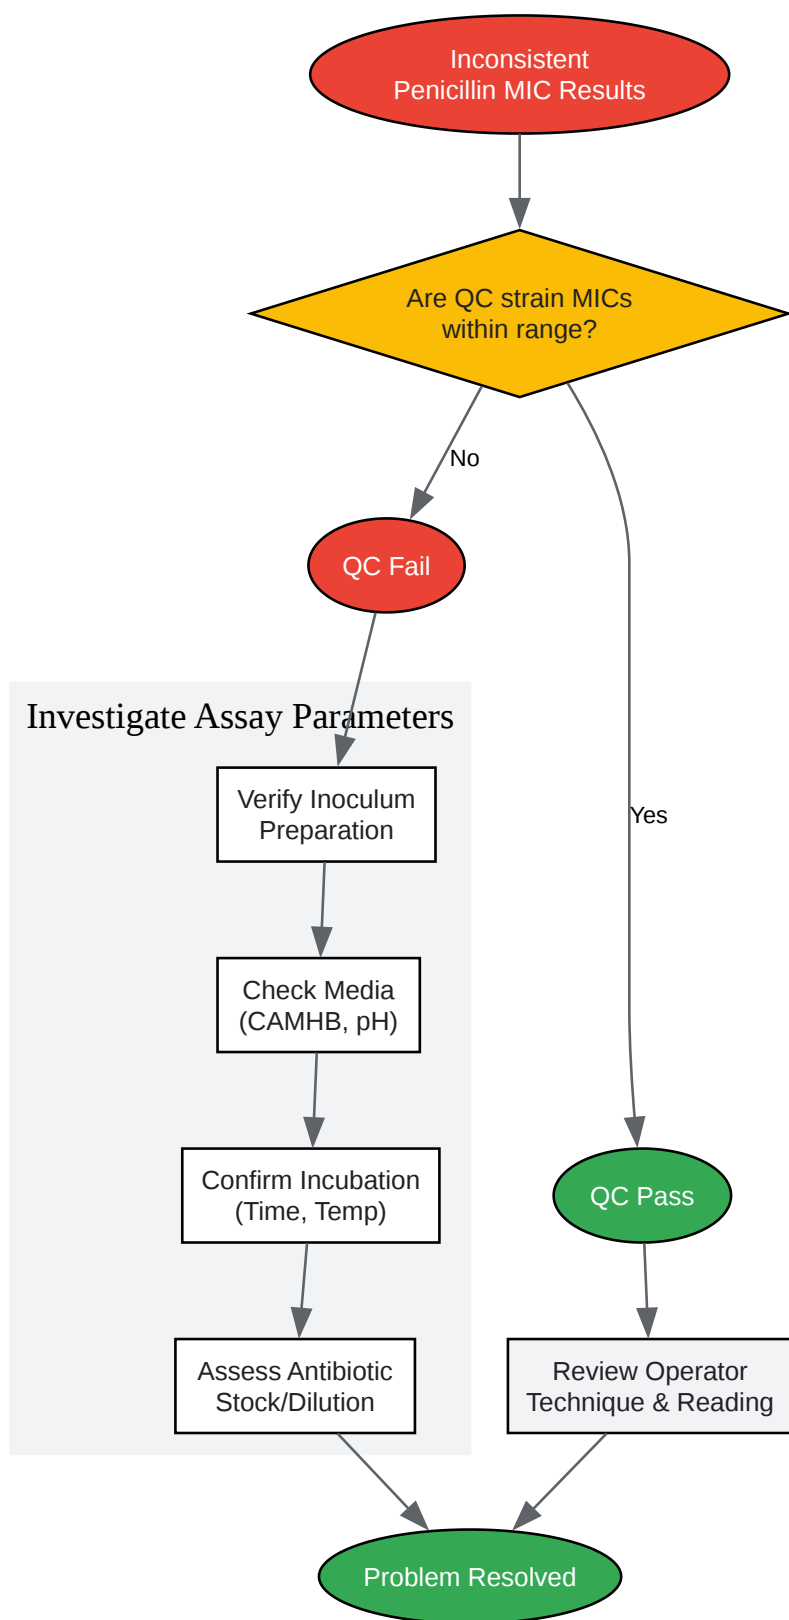 Inconsistent
Penicillin MIC Results
Are QC strain MICs
within range?
No
QC Fail
Investigate Assay Parameters
Verify Inoculum
Preparation
Yes
Check Media
(CAMHB, pH)
Confirm Incubation
(Time, Temp)
QC Pass
Assess Antibiotic
Stock/Dilution
Review Operator
Technique & Reading
Problem Resolved